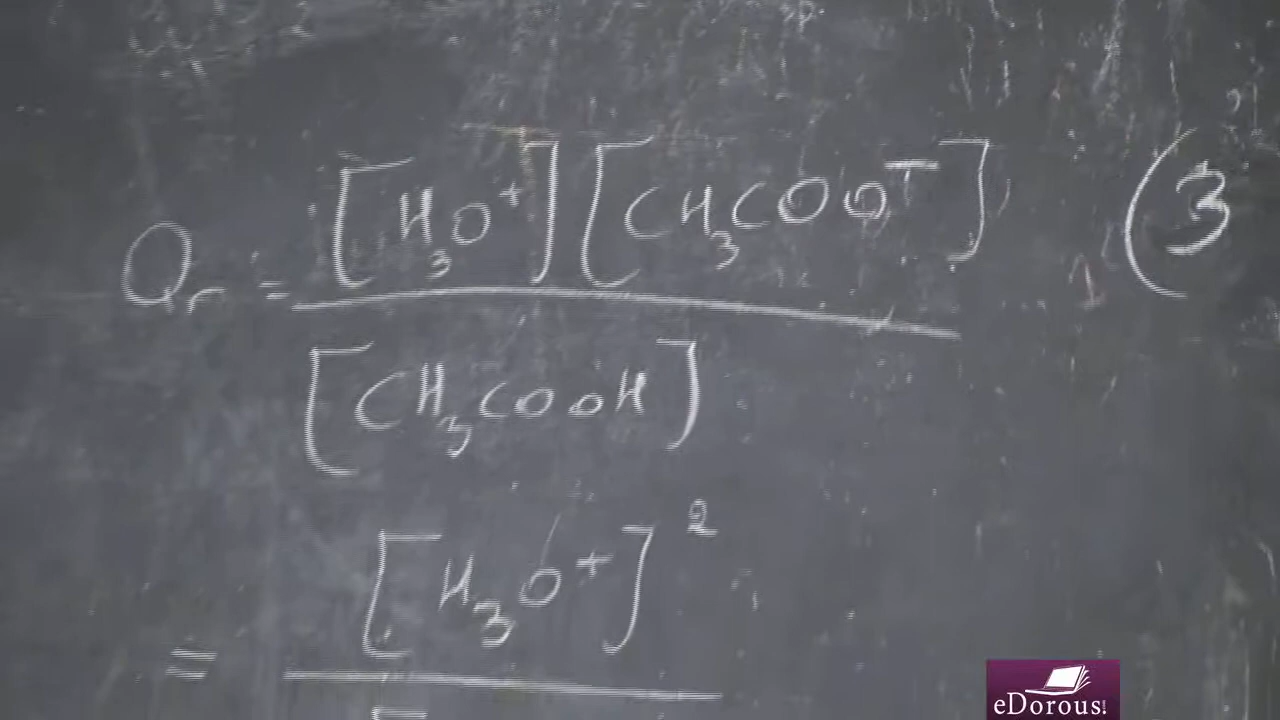 Qr = [H₃O⁺][CH₃COO⁻] (3
[CH₃COOH]
= [H₃O⁺]²
eDorous!